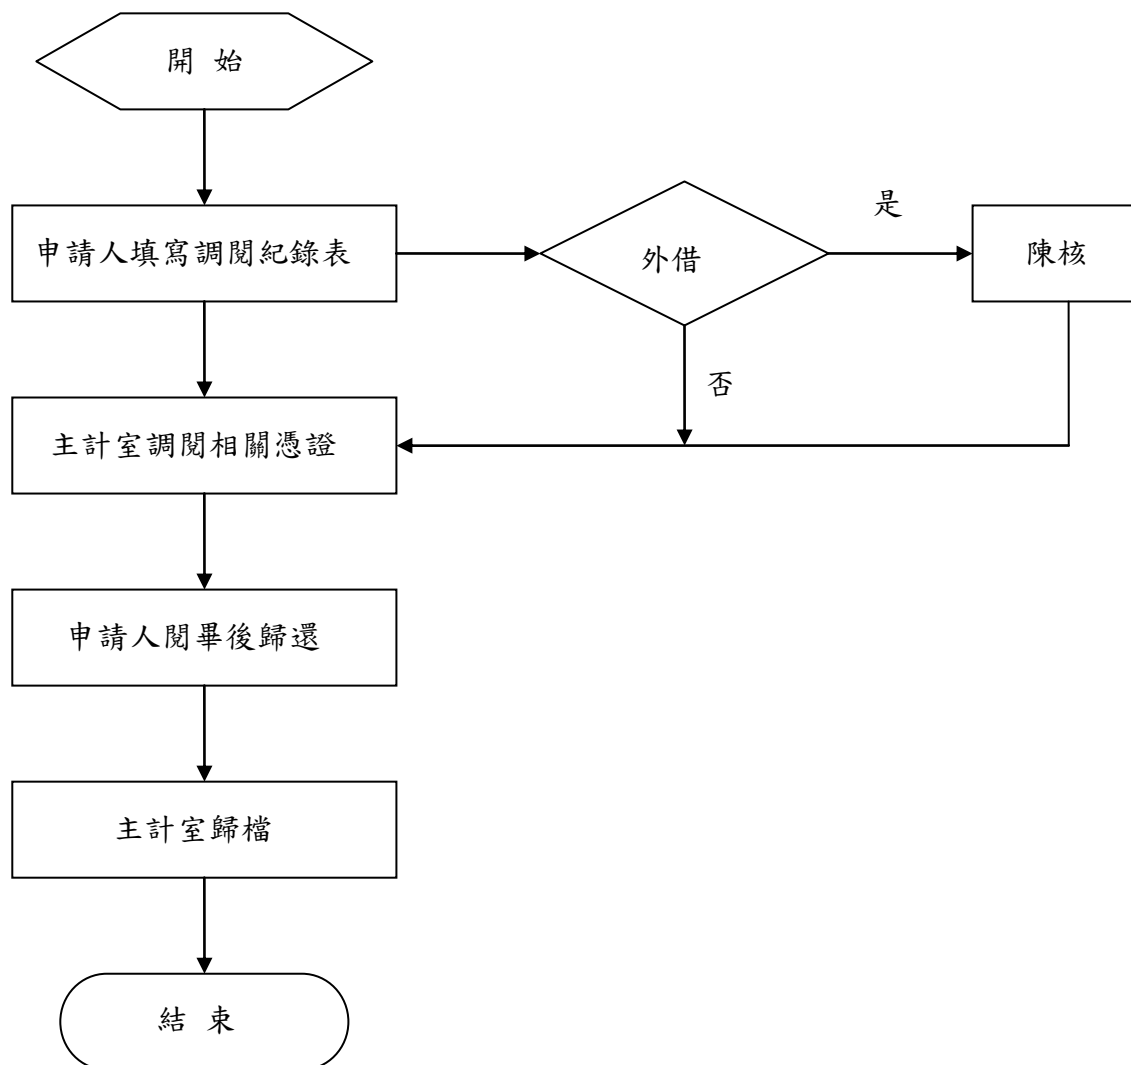 開 始
申請人填寫調閱紀錄表
外借
是
陳核
否
主計室調閱相關憑證
申請人閱畢後歸還
主計室歸檔
結 束